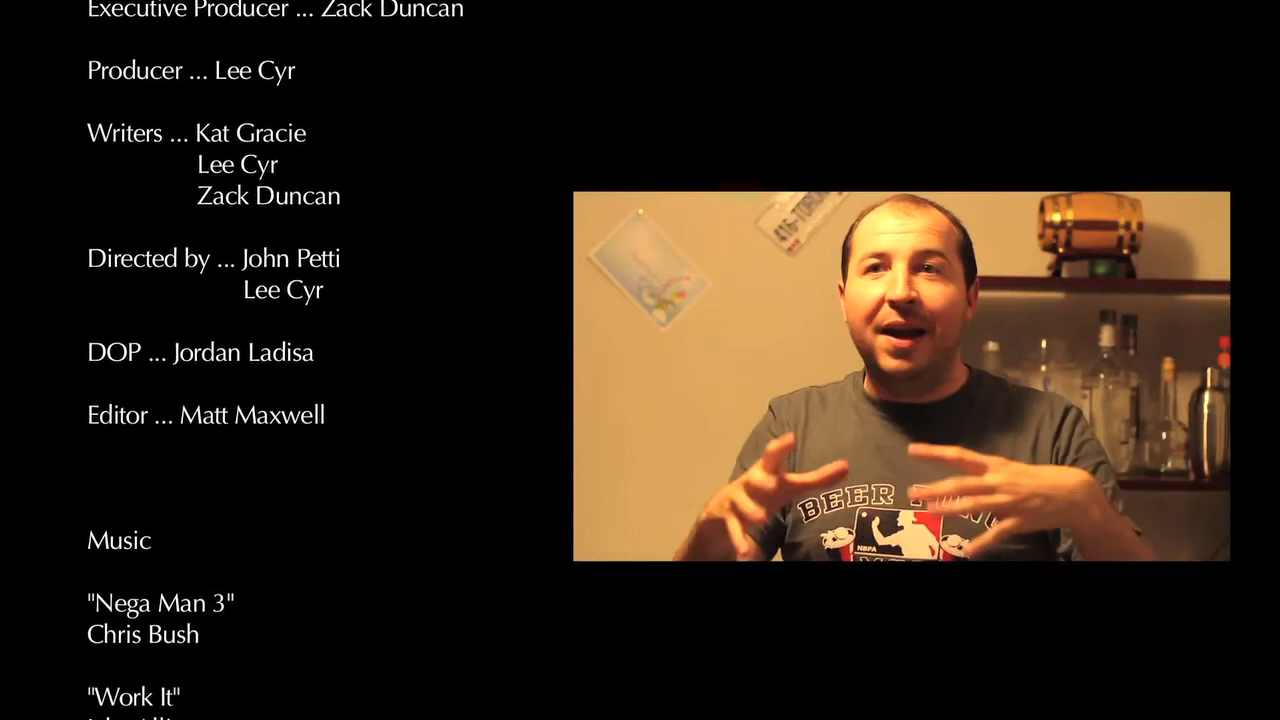 Executive Producer ... Zack Duncan
Producer ... Lee Cyr
Writers ... Kat Gracie
Lee Cyr
Zack Duncan
Directed by ... John Petti
Lee Cyr
DOP ... Jordan Ladisa
Editor ... Matt Maxwell
Music
"Nega Man 3"
Chris Bush
"Work It"
BEER
NBPA